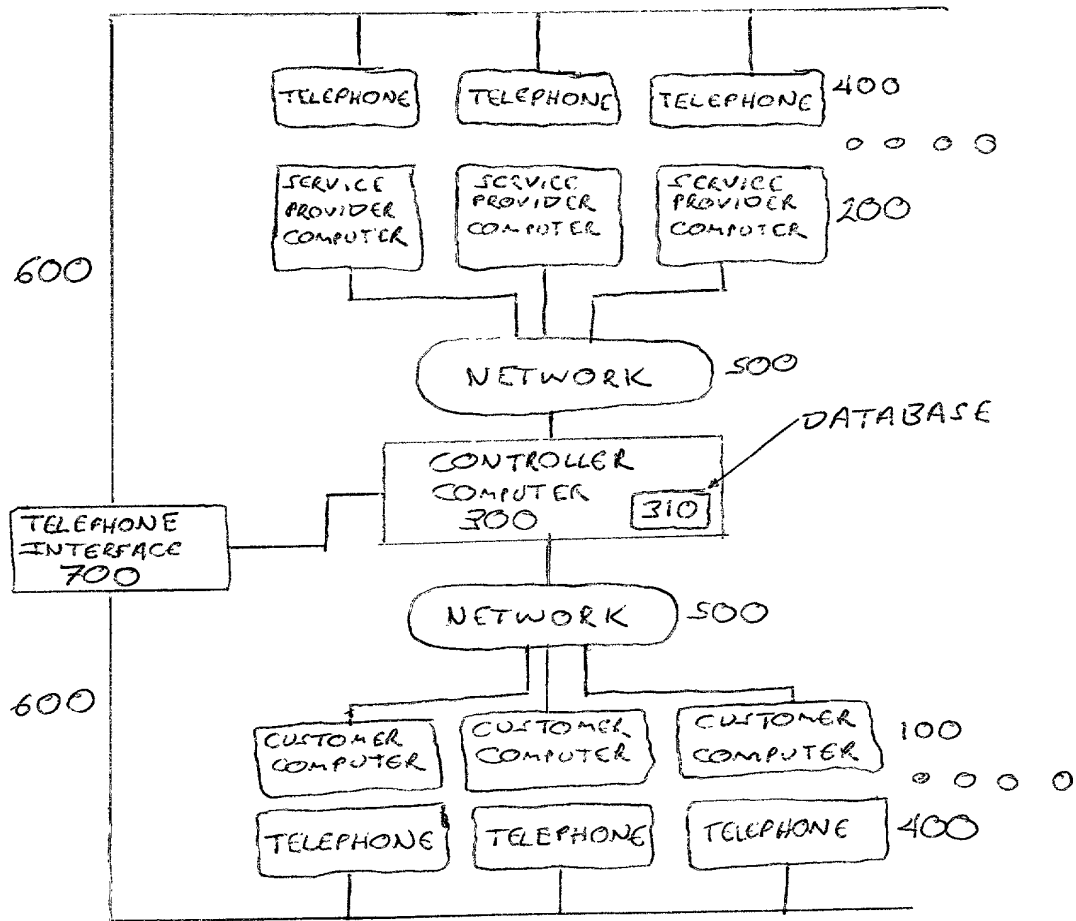 TELEPHONE TELEPHONE TELEPHONE 400
SERVICE PROVIDER COMPUTER
SERVICE PROVIDER COMPUTER
SERVICE PROVIDER COMPUTER
200
600
NETWORK 500
DATABASE
CONTROLLER
COMPUTER
300 310
TELEPHONE
INTERFACE
700
NETWORK 500
600
CUSTOMER
COMPUTER
CUSTOMER
COMPUTER
CUSTOMER
COMPUTER
100
TELEPHONE TELEPHONE TELEPHONE 400